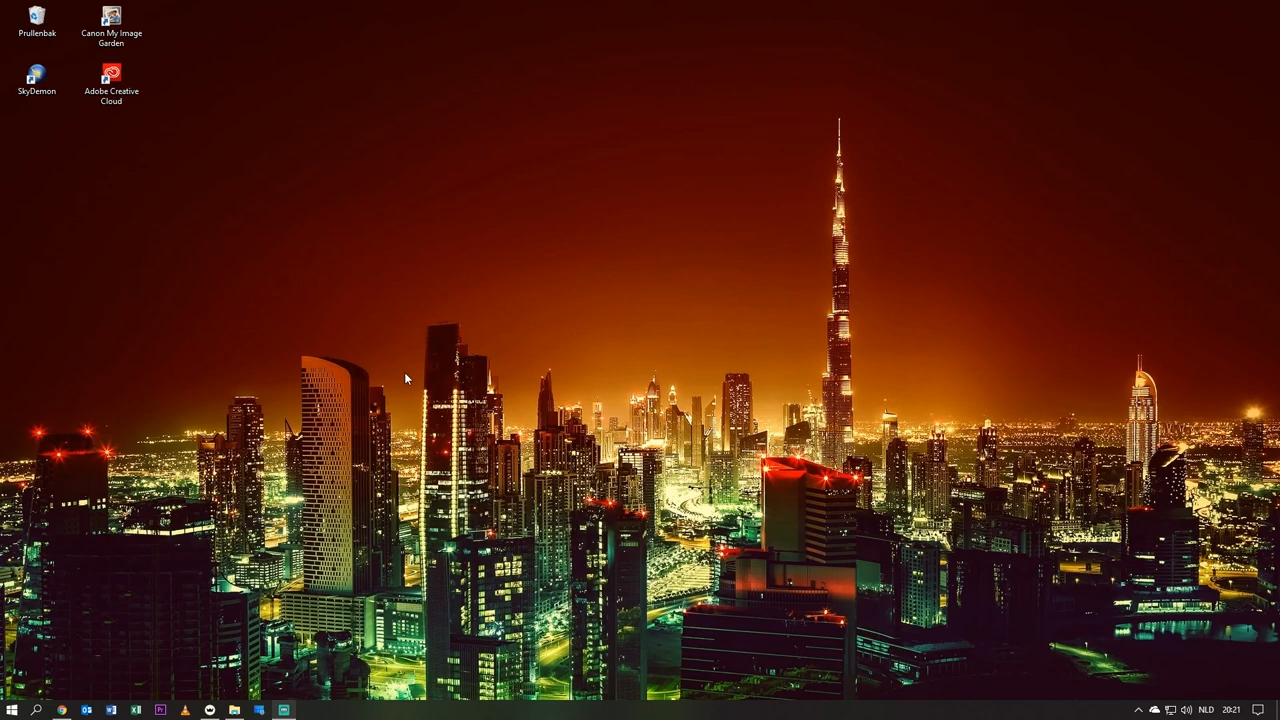 Prullenbak
Canon My Image
Garden
SkyDemon
Adobe Creative
Cloud
NLD
20:21